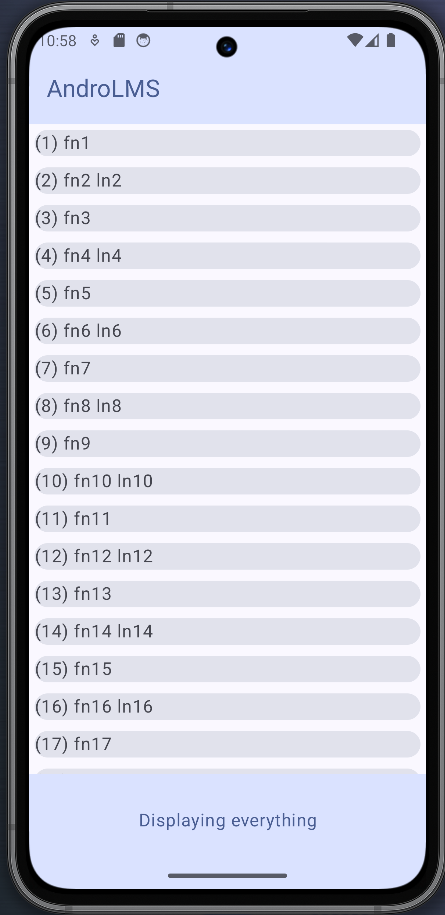 10:58
AndroLMS
(1) fn1
(2) fn2 ln2
(3) fn3
(4) fn4 ln4
(5) fn5
(6) fn6 ln6
(7) fn7
(8) fn8 ln8
(9) fn9
(10) fn10 ln10
(11) fn11
(12) fn12 ln12
(13) fn13
(14) fn14 ln14
(15) fn15
(16) fn16 ln16
(17) fn17
Displaying everything